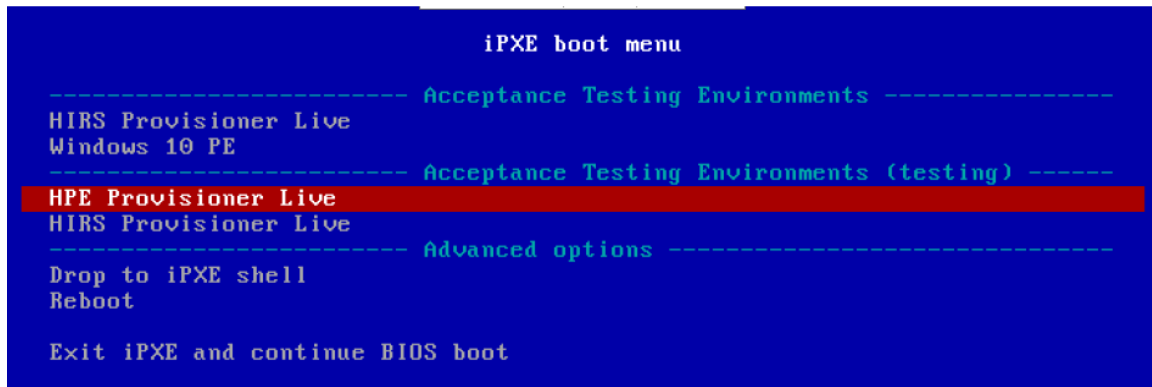 iPXE boot menu
------------------------- Acceptance Testing Environments ----------------
HIRS Provisioner Live
Windows 10 PE
------------------------- Acceptance Testing Environments (testing) ------
HPE Provisioner Live
HIRS Provisioner Live
------------------------- Advanced options -------------------------------
Drop to iPXE shell
Reboot
Exit iPXE and continue BIOS boot